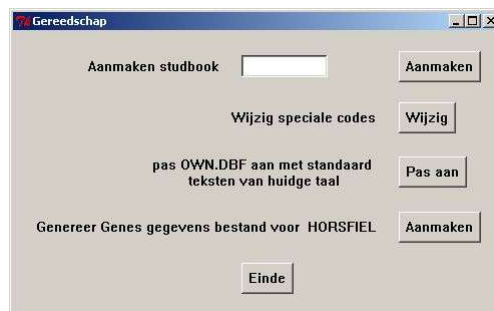 Gereedschap
Aanmaken studbook Aanmaken
Wijzig speciale codes Wijzig
pas OWN.DBF aan met standaard
teksten van huidge taal Pas aan
Genereer Genes gegevens bestand voor HORSFIEL Aanmaken
Einde